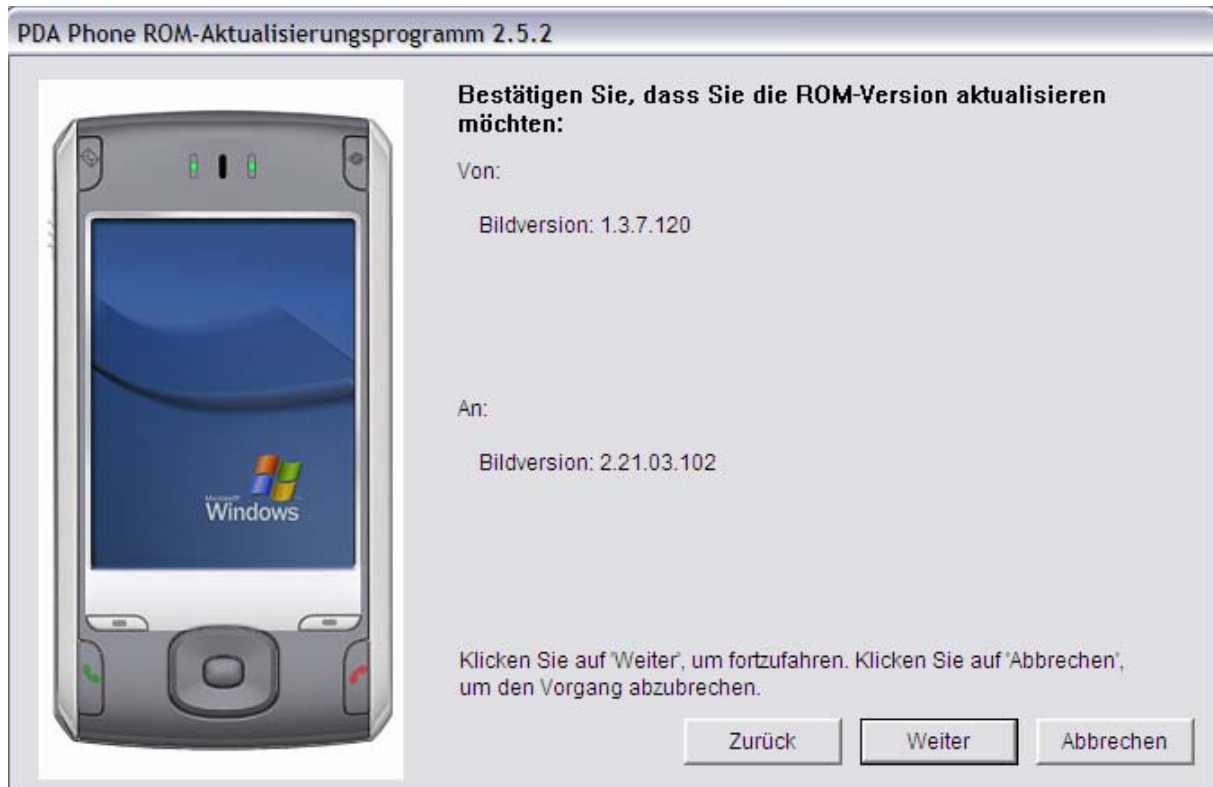 PDA Phone ROM-Aktualisierungsprogramm 2.5.2
Bestätigen Sie, dass Sie die ROM-Version aktualisieren
möchten:
Von:
Bildversion: 1.3.7.120
An:
Bildversion: 2.21.03.102
Microsoft
Windows
Klicken Sie auf 'Weiter', um fortzufahren. Klicken Sie auf 'Abbrechen',
um den Vorgang abzubrechen.
Zurück
Weiter
Abbrechen